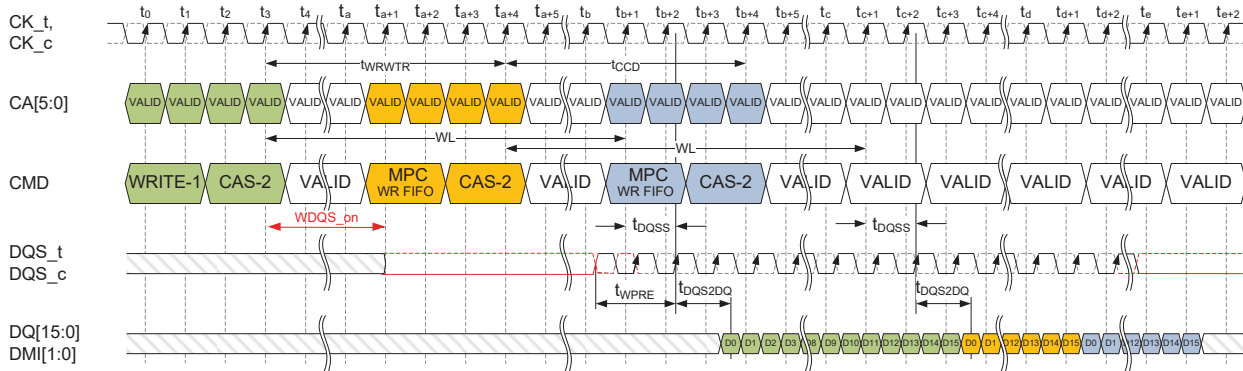 CK_t,
CK_c
t0 t1 t2 t3 t4 ta ta+1 ta+2 ta+3 ta+4 ta+5 tb tb+1 tb+2 tb+3 tb+4 tb+5 tc tc+1 tc+2 tc+3 tc+4 td td+1 td+2 te te+1 te+2
tWRWTR tCCD
CA[5:0]
VALID VALID VALID VALID VALID VALID VALID VALID VALID VALID VALID VALID VALID VALID VALID VALID VALID VALID VALID VALID VALID VALID VALID VALID VALID VALID VALID VALID
WL
WL
CMD
WRITE-1 CAS-2 VALID MPC WR FIFO CAS-2 VALID MPC WR FIFO CAS-2 VALID VALID VALID VALID VALID VALID
WDQS_on tDQSS tDQSS
DQS_t
DQS_c
tWPRE tDQS2DQ tDQS2DQ
DQ[15:0]
DMI[1:0]
D0 D1 D2 D3 D8 D9 D10 D11 D12 D13 D14 D15 D0 D1 D12 D13 D14 D15 D0 D1 D12 D13 D14 D15